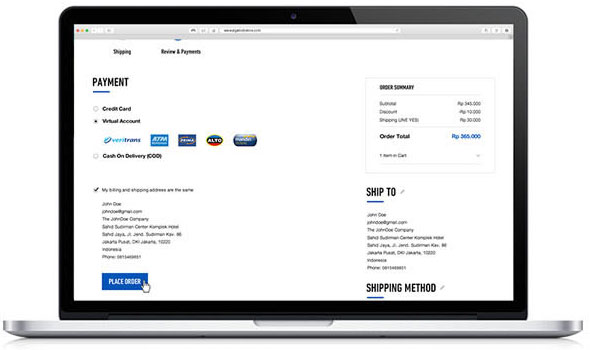 Shipping
Review & Payments
PAYMENT
Credit Card
Virtual Account
veritrans
ATM
PRIMA
ALTO
mandiri
Cash On Delivery (COD)
My billing and shipping address are the same
John Doe
johndoe@gmail.com
The JohnDoe Company
Sahid Sudirman Center Komplek Hotel
Sahid Jaya, Jl. Jend. Sudirman Kav. 86
Jakarta Pusat, DKI Jakarta, 10220
Indonesia
Phone: 0815469851
PLACE ORDER
ORDER SUMMARY
Subtotal Rp 345.000
Discount -Rp 10.000
Shipping (JNE YES) Rp 30.000
Order Total Rp 365.000
1 Item in Cart
SHIP TO
John Doe
johndoe@gmail.com
The JohnDoe Company
Sahid Sudirman Center Komplek Hotel
Sahid Jaya, Jl. Jend. Sudirman Kav. 86
Jakarta Pusat, DKI Jakarta, 10220
Indonesia
Phone: 0815469851
SHIPPING METHOD